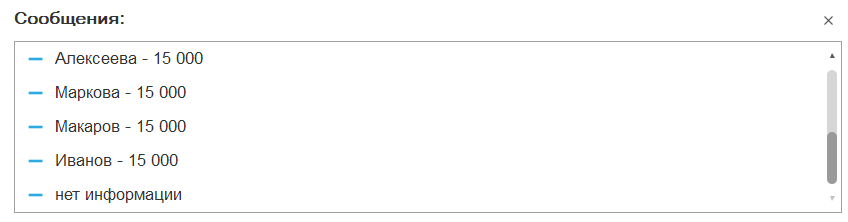 Сообщения:
Алексеева - 15 000
Маркова - 15 000
Макаров - 15 000
Иванов - 15 000
нет информации